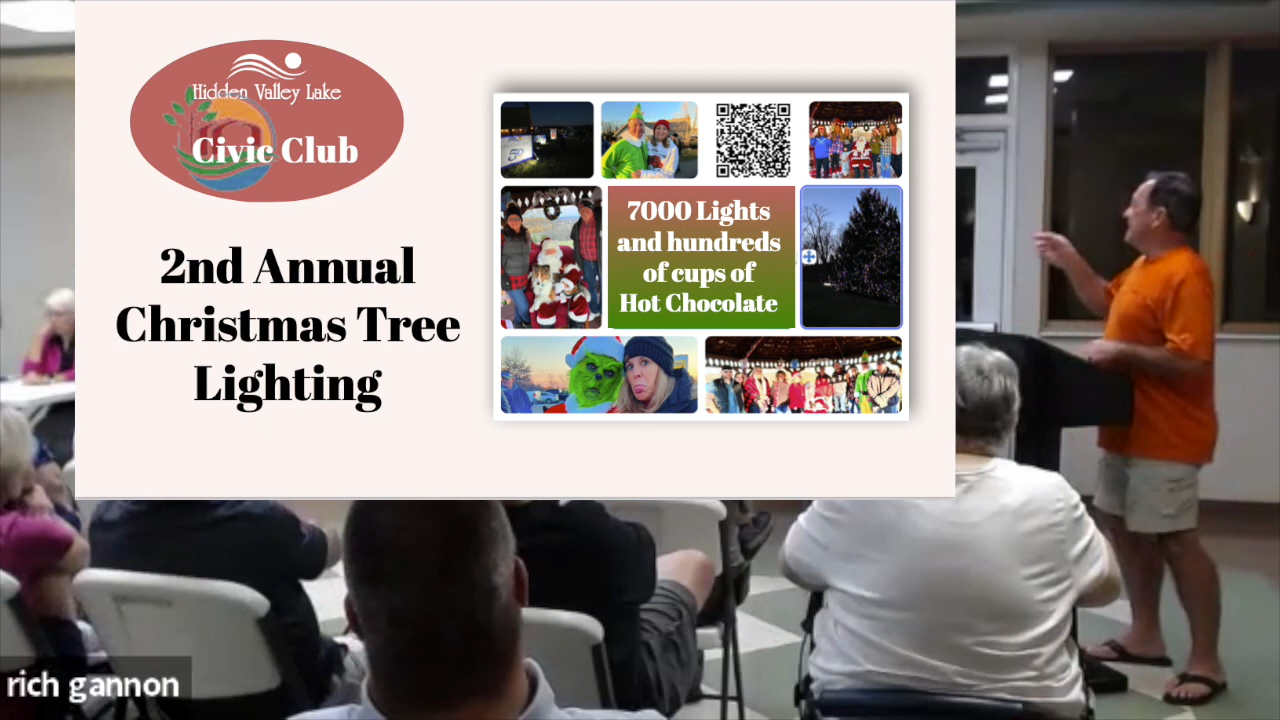 Hidden Valley Lake
Civic Club
2nd Annual
Christmas Tree
Lighting
7000 Lights
and hundreds
of cups of
Hot Chocolate
50
rich gannon